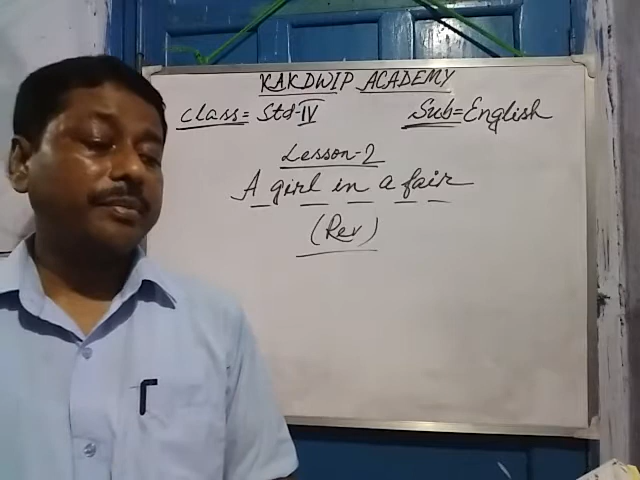 KAKDWIP ACADEMY
Class= Std-IV Sub=English
Lesson-2
A girl in a fair
(Rev)